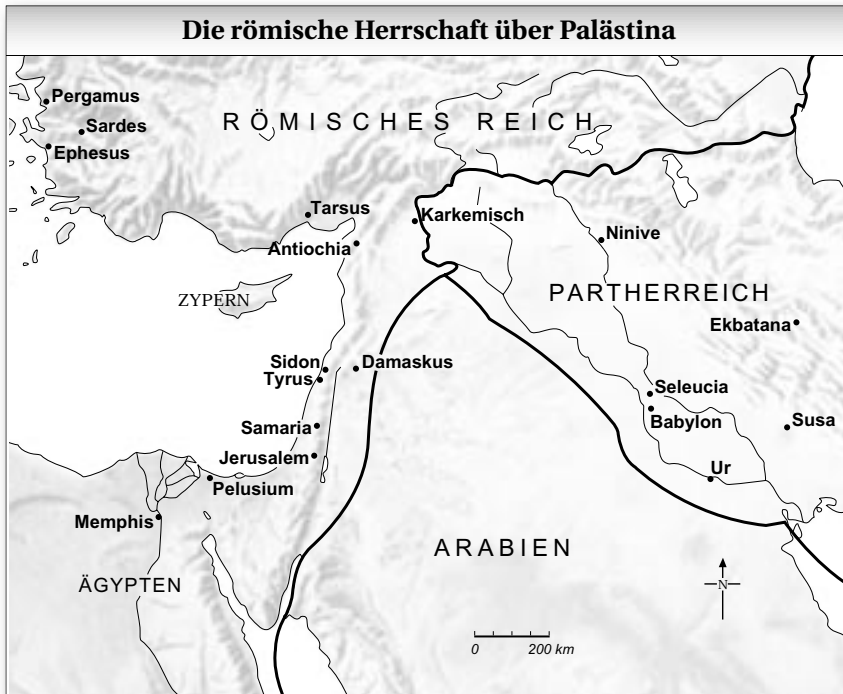 Die römische Herrschaft über Palästina
Pergamus
Sardes
Ephesus
RÖMISCHES REICH
Tarsus
Karkemisch
Antiochia
Ninive
ZYPERN
PARTHERREICH
Ekbatana
Sidon
Damaskus
Tyrus
Seleucia
Babylon
Susa
Samaria
Jerusalem
Ur
Pelusium
Memphis
ARABIEN
ÄGYPTEN
N
0 200 km